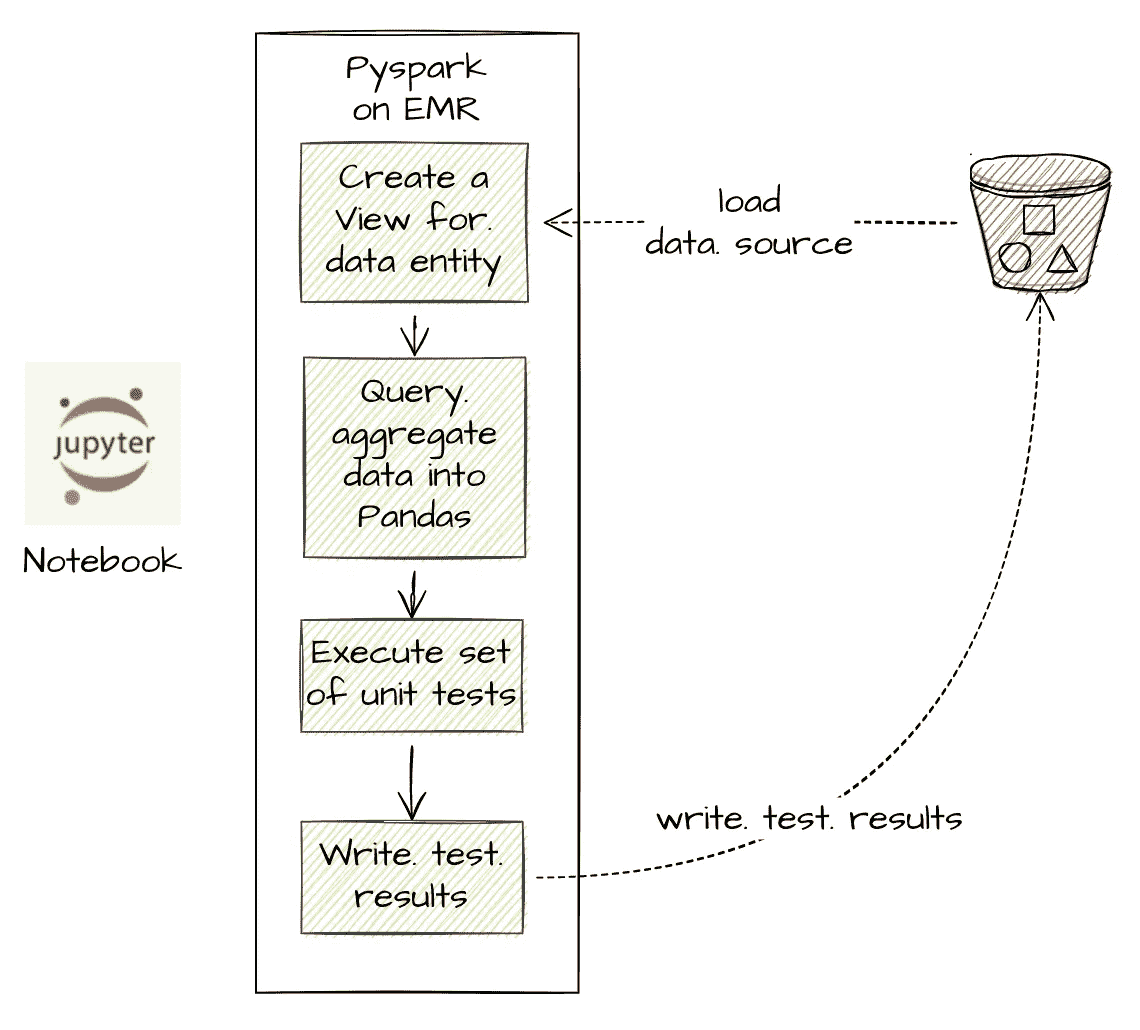 Pyspark
on EMR
Create a
View for.
data entity
load
data. source
Query.
aggregate
data into
Pandas
jupyter
Notebook
Execute set
of unit tests
Write. test.
results
write. test. results